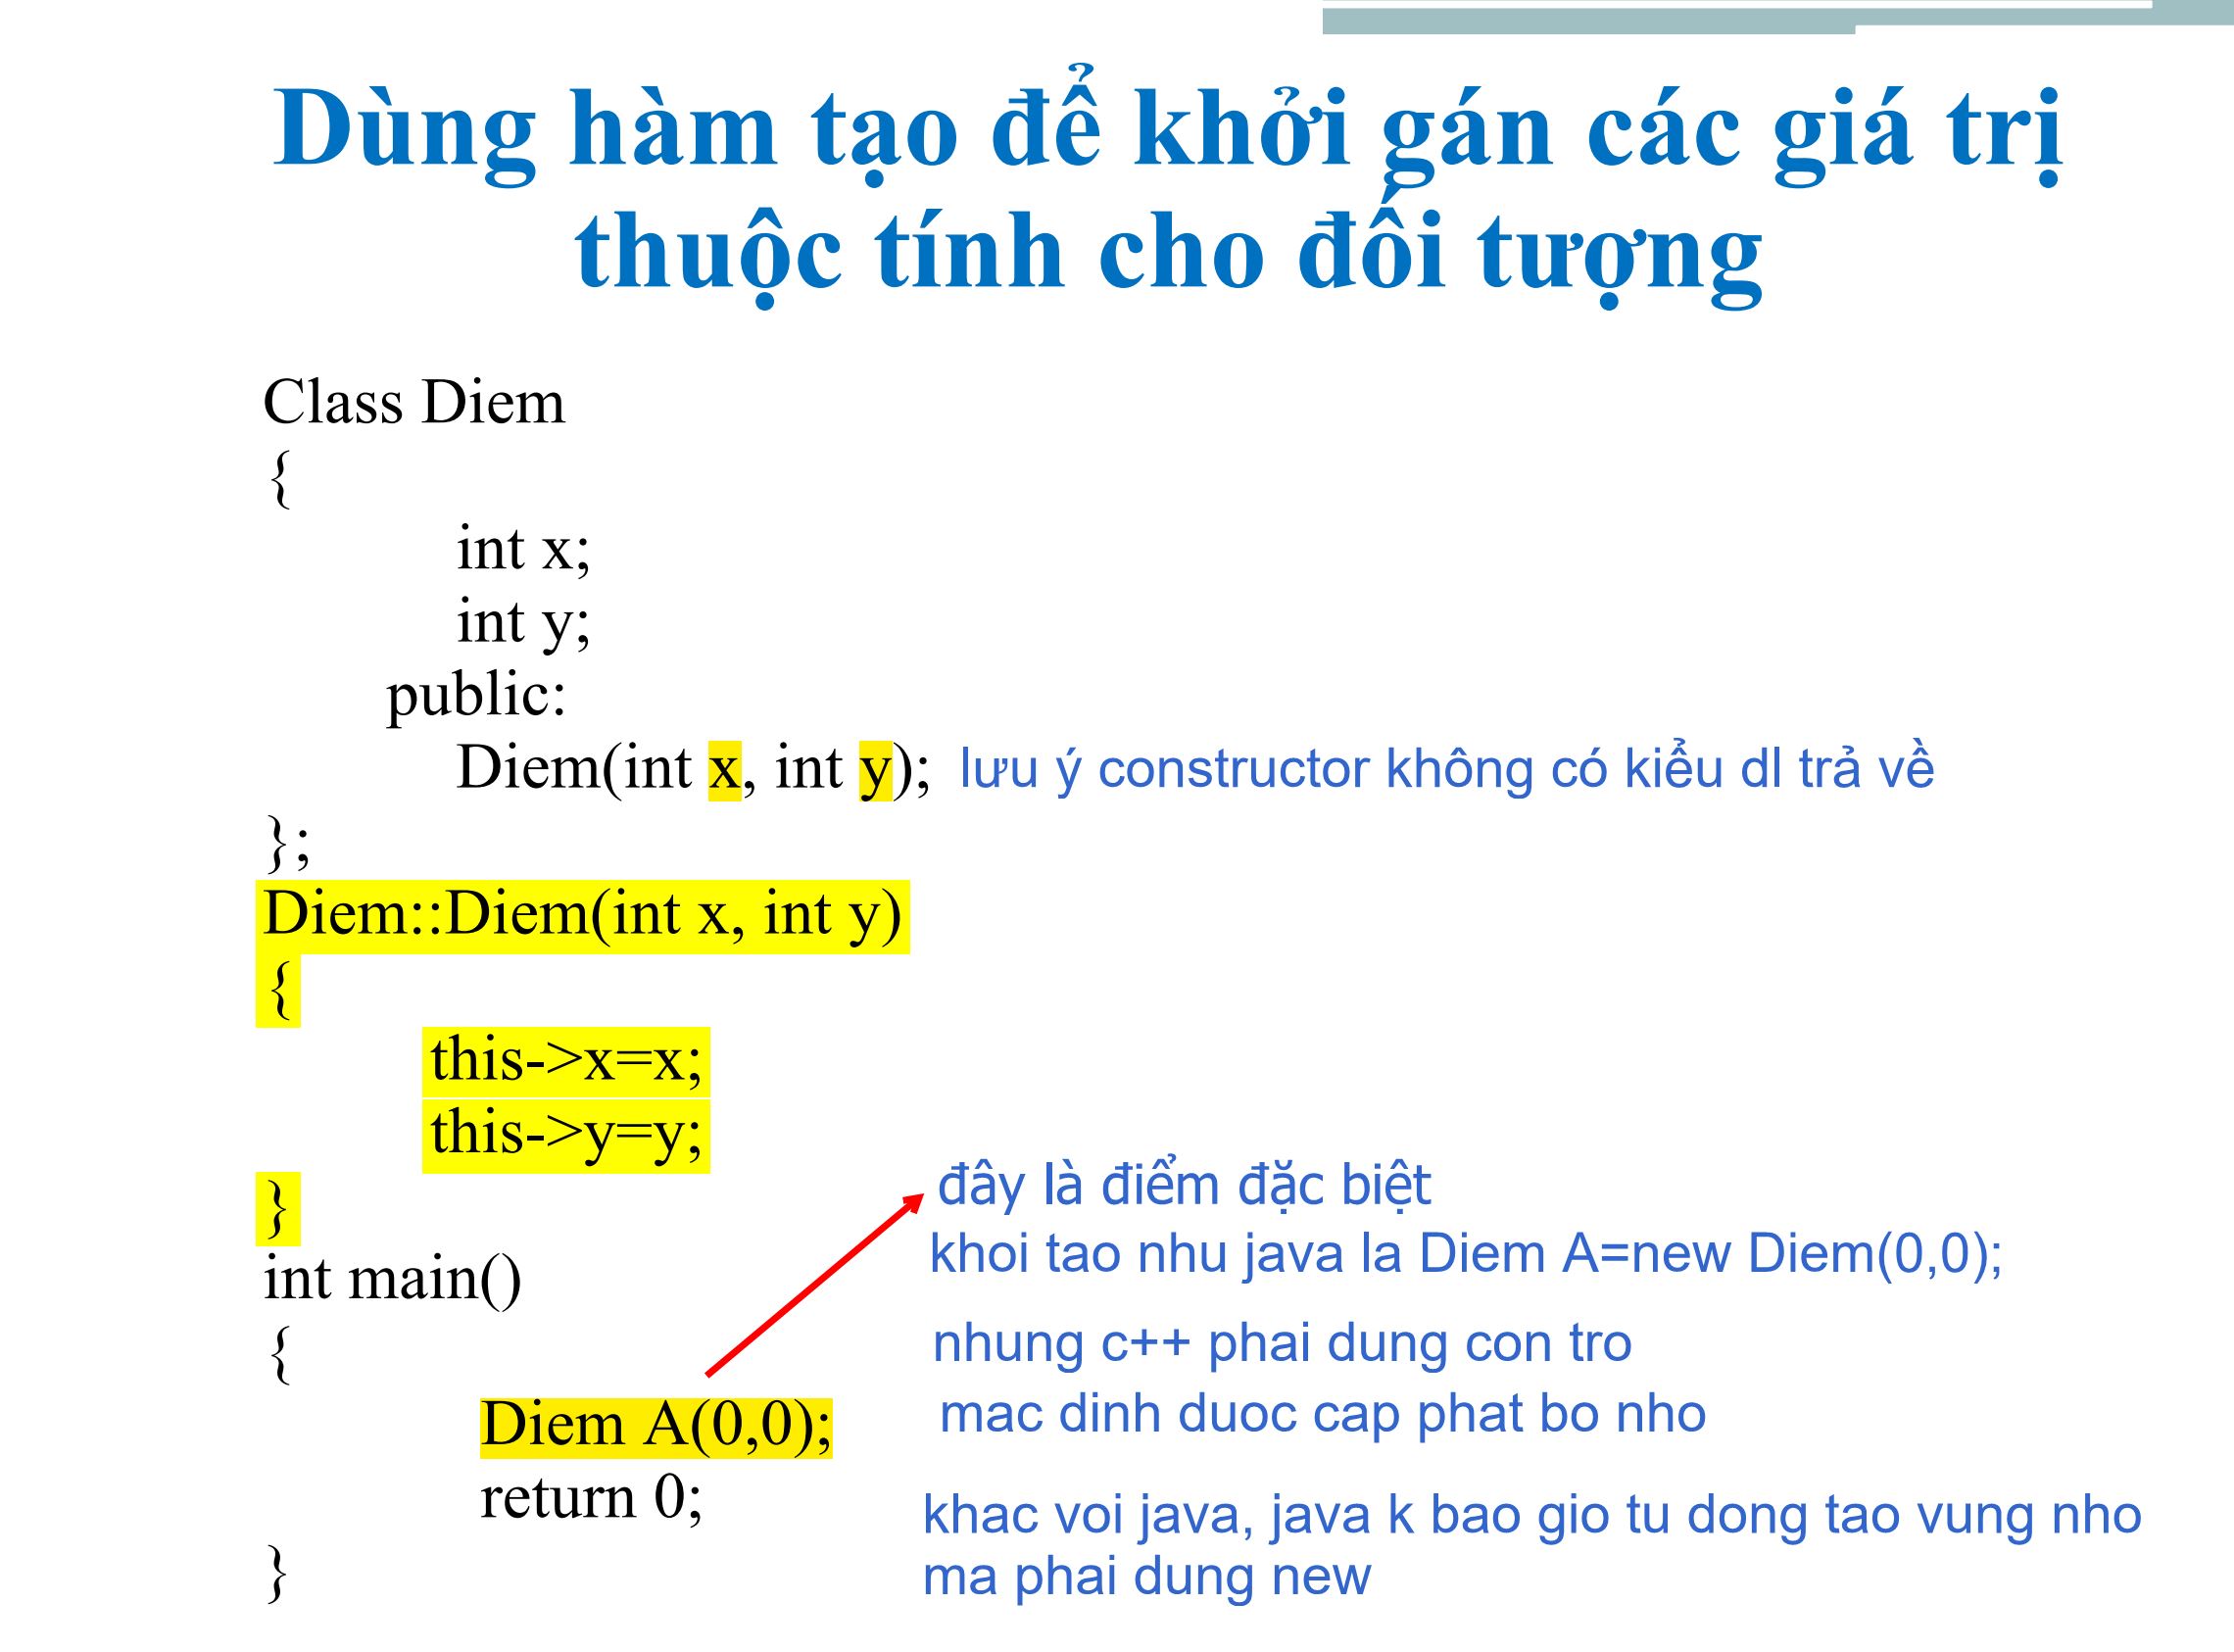 Dùng hàm tạo để khởi gán các giá trị
thuộc tính cho đối tượng
Class Diem
{
int x;
int y;
public:
Diem(int x, int y); lưu ý constructor không có kiểu dl trả về
};
Diem::Diem(int x, int y)
{
this->x=x;
this->y=y;
}
đây là điểm đặc biệt
khoi tao nhu java la Diem A=new Diem(0,0);
int main()
nhung c++ phai dung con tro
{
mac dinh duoc cap phat bo nho
Diem A(0,0);
return 0;
khac voi java, java k bao gio tu dong tao vung nho
ma phai dung new
}